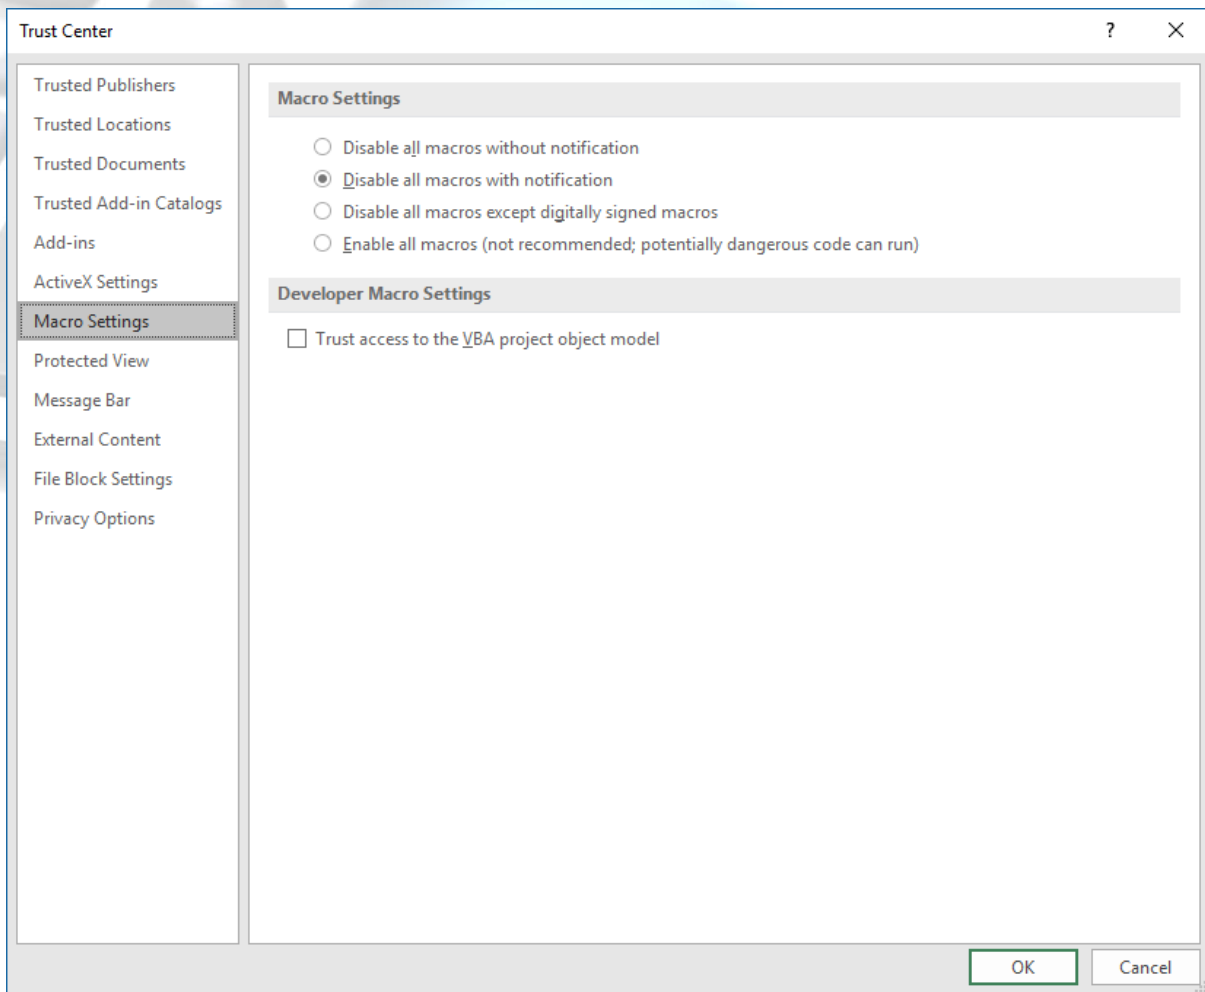 Trust Center
?
Trusted Publishers
Trusted Locations
Trusted Documents
Trusted Add-in Catalogs
Add-ins
ActiveX Settings
Macro Settings
Protected View
Message Bar
External Content
File Block Settings
Privacy Options
Macro Settings
Disable all macros without notification
Disable all macros with notification
Disable all macros except digitally signed macros
Enable all macros (not recommended; potentially dangerous code can run)
Developer Macro Settings
Trust access to the VBA project object model
OK
Cancel